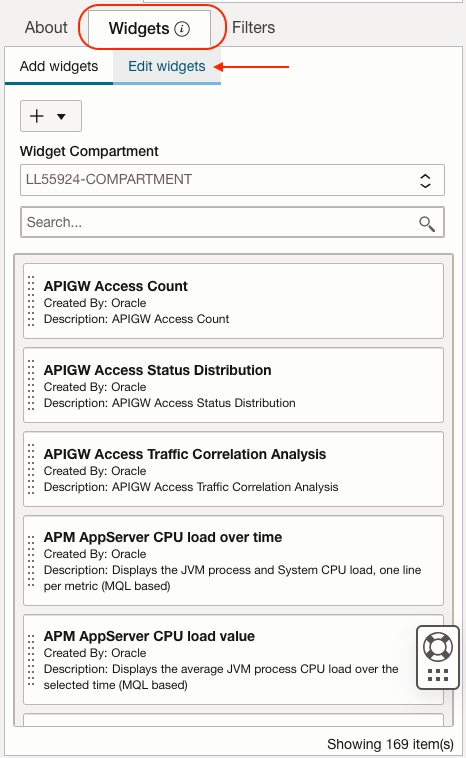 About Widgets Filters
Add widgets Edit widgets
Widget Compartment
LL55924-COMPARTMENT
Search...
APIGW Access Count
Created By: Oracle
Description: APIGW Access Count
APIGW Access Status Distribution
Created By: Oracle
Description: APIGW Access Status Distribution
APIGW Access Traffic Correlation Analysis
Created By: Oracle
Description: APIGW Access Traffic Correlation Analysis
APM AppServer CPU load over time
Created By: Oracle
Description: Displays the JVM process and System CPU load, one line
per metric (MQL based)
APM AppServer CPU load value
Created By: Oracle
Description: Displays the average JVM process CPU load over the
selected time (MQL based)
Showing 169 item(s)